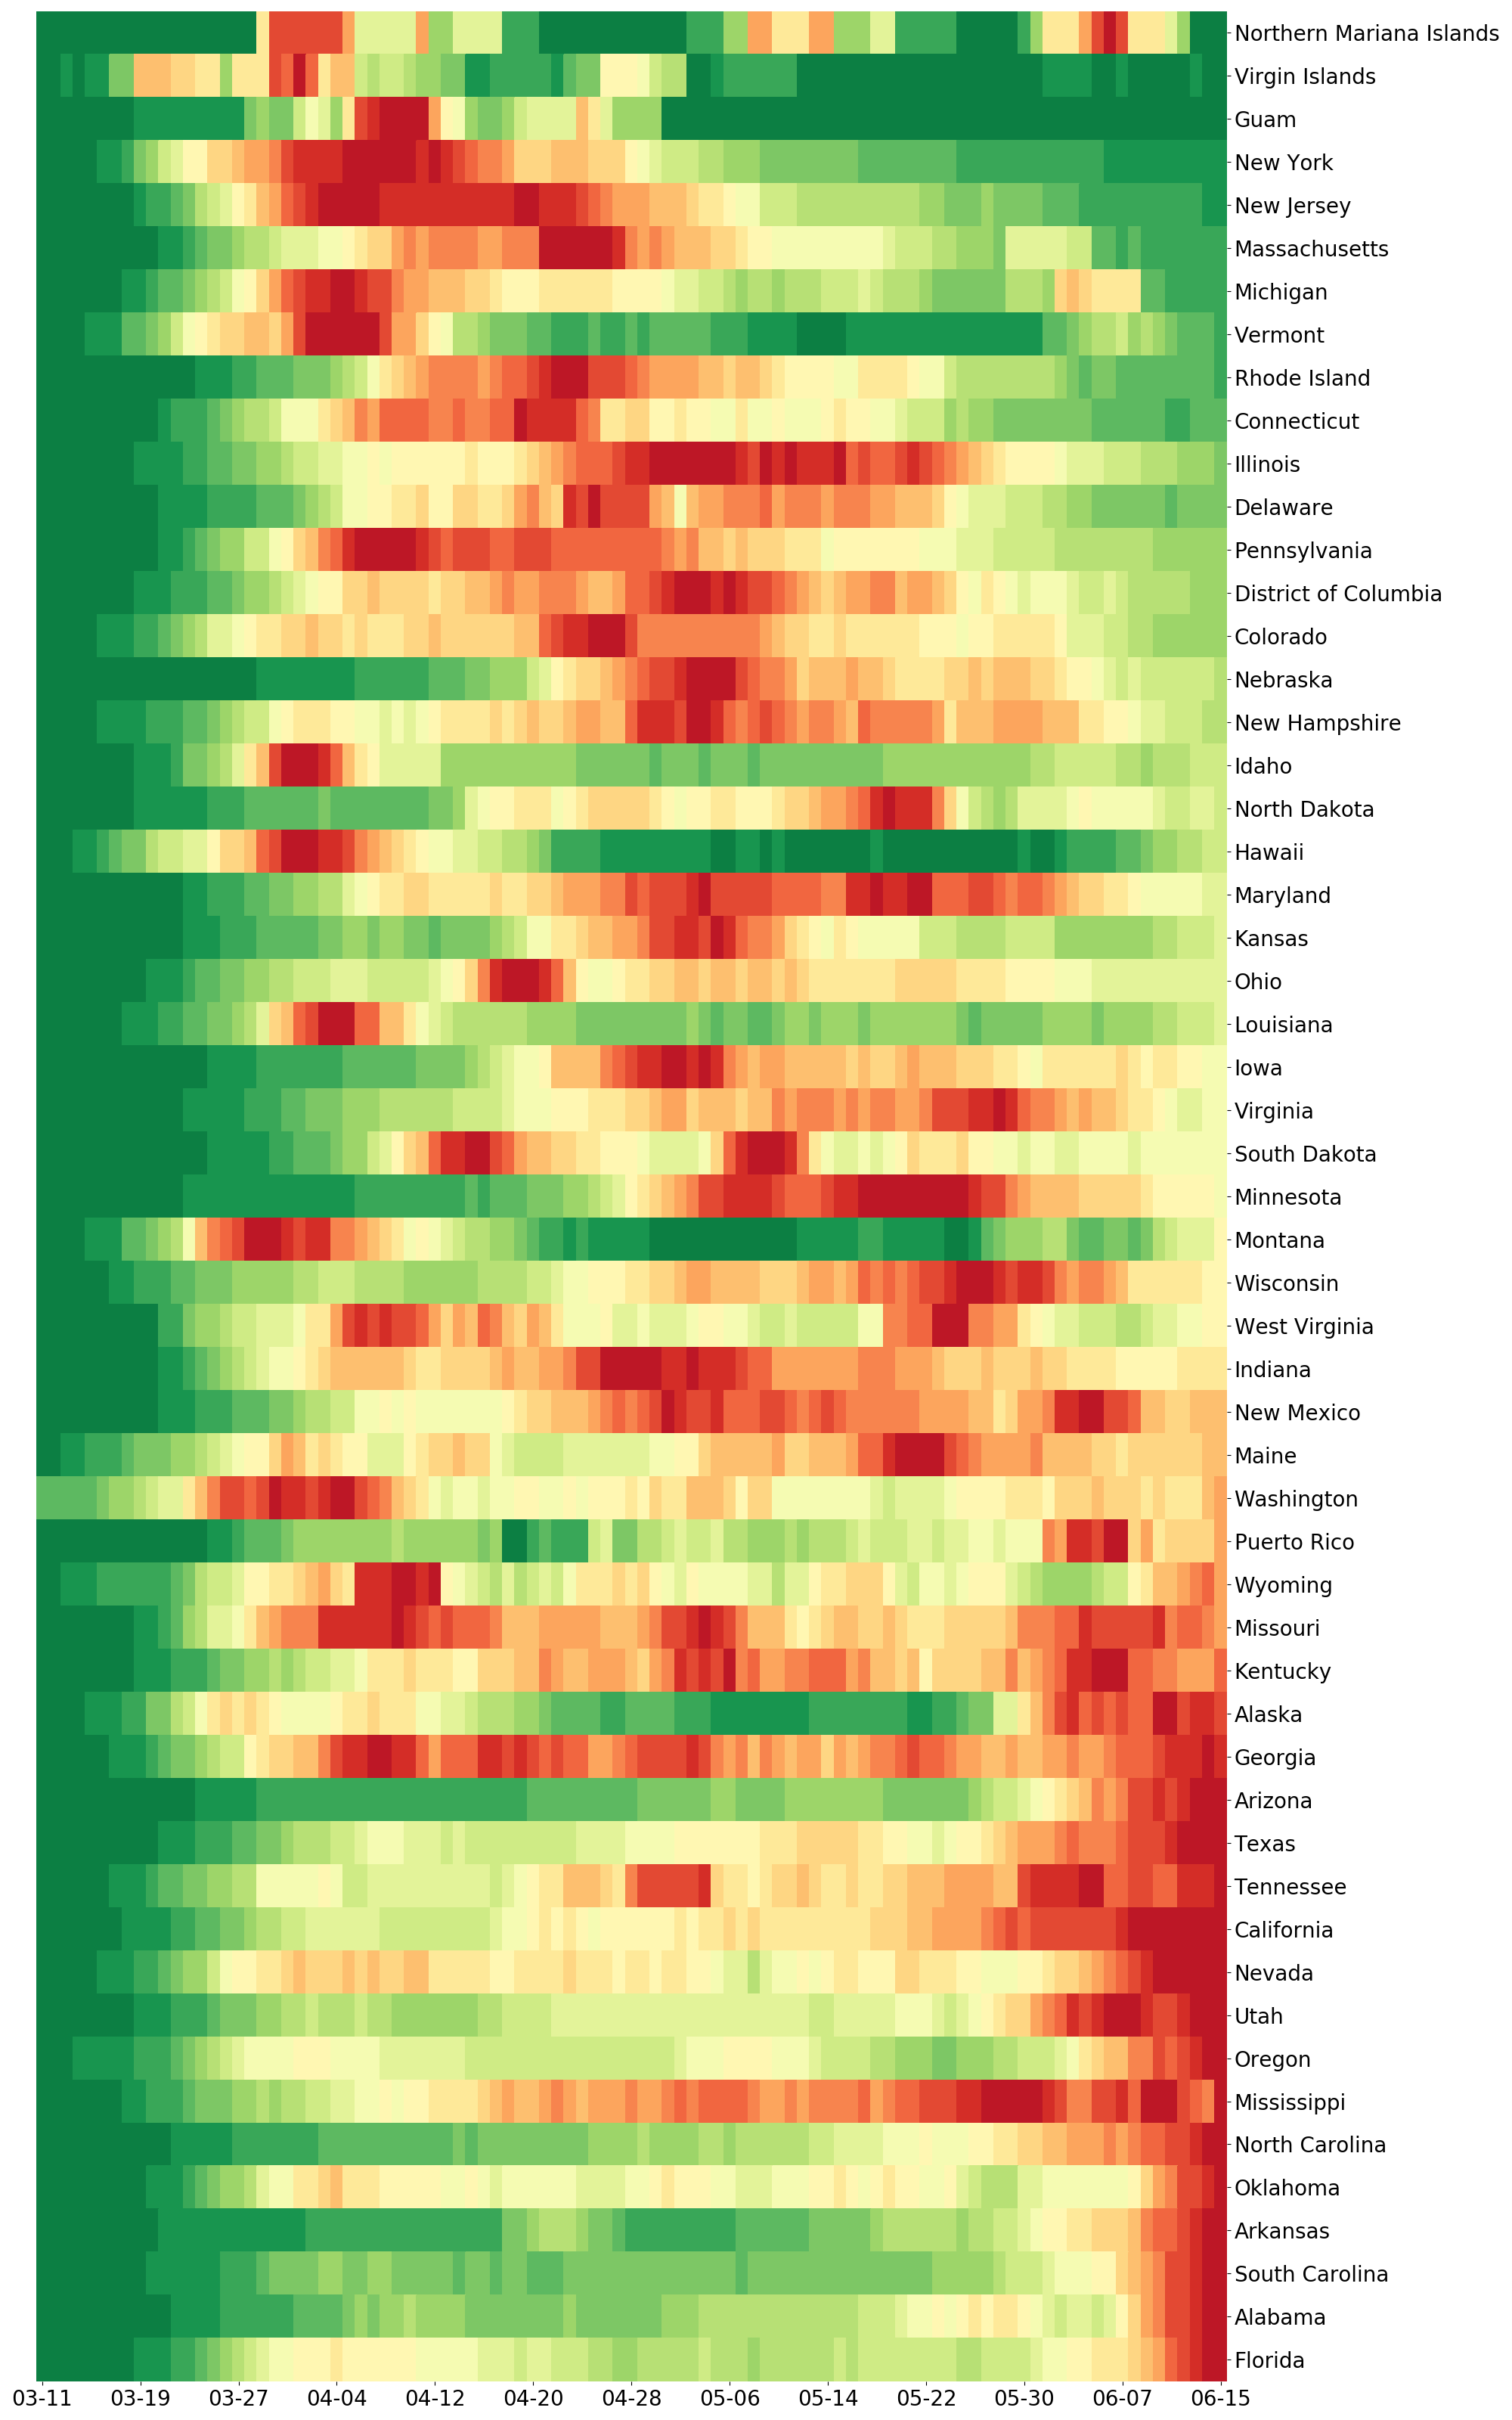 Northern Mariana Islands
Virgin Islands
Guam
New York
New Jersey
Massachusetts
Michigan
Vermont
Rhode Island
Connecticut
Illinois
Delaware
Pennsylvania
District of Columbia
Colorado
Nebraska
New Hampshire
Idaho
North Dakota
Hawaii
Maryland
Kansas
Ohio
Louisiana
Iowa
Virginia
South Dakota
Minnesota
Montana
Wisconsin
West Virginia
Indiana
New Mexico
Maine
Washington
Puerto Rico
Wyoming
Missouri
Kentucky
Alaska
Georgia
Arizona
Texas
Tennessee
California
Nevada
Utah
Oregon
Mississippi
North Carolina
Oklahoma
Arkansas
South Carolina
Alabama
Florida
03-11 03-19 03-27 04-04 04-12 04-20 04-28 05-06 05-14 05-22 05-30 06-07 06-15